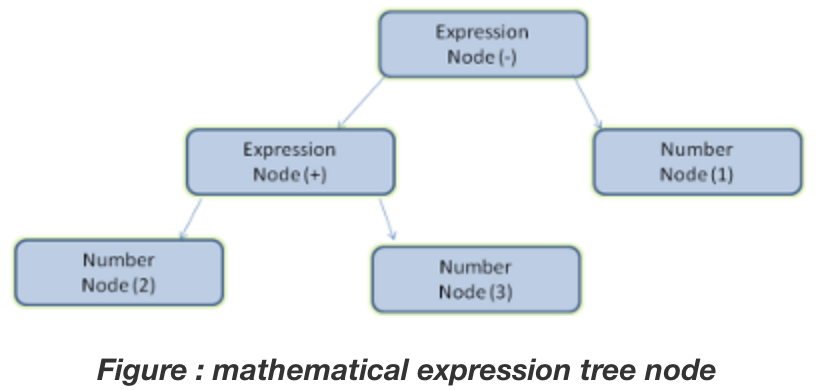 Expression
Node (-)
Expression
Node (+)
Number
Node (1)
Number
Node (2)
Number
Node (3)
Figure : mathematical expression tree node